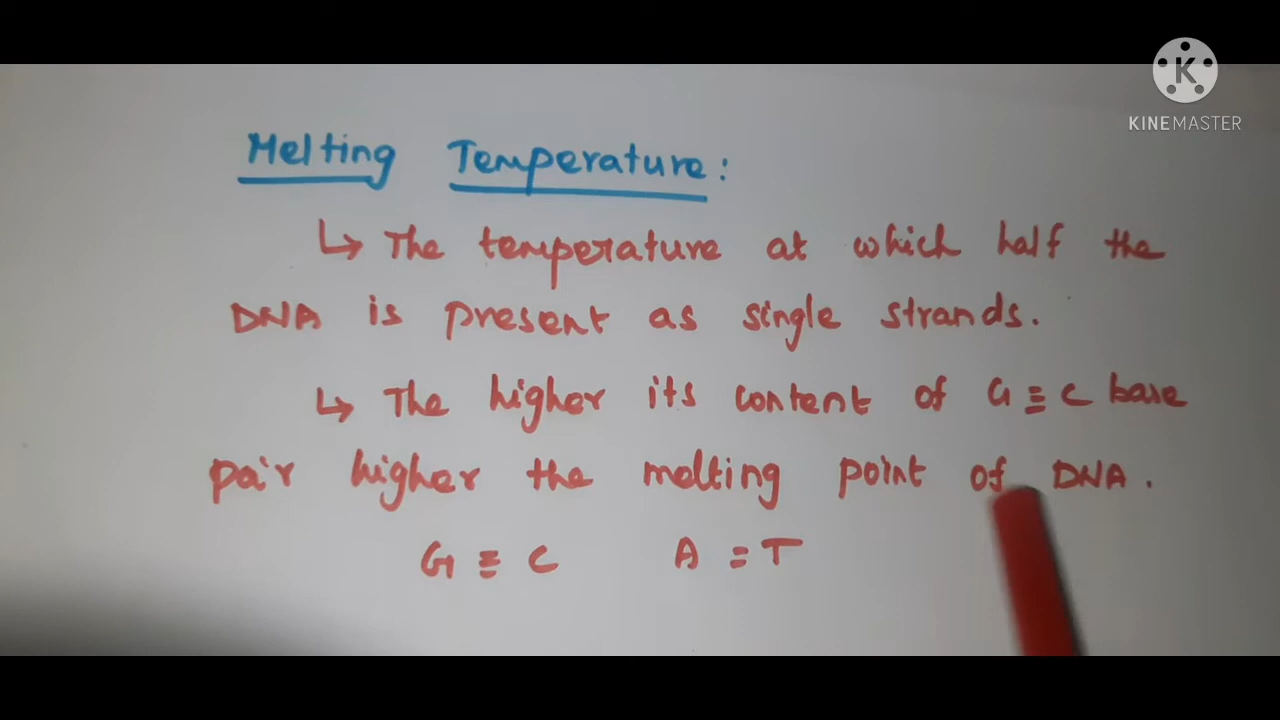 KINEMASTER
Melting Temperature:
↳ The temperature at which half the
DNA is present as single strands.
↳ The higher its content of G≡C base
pair higher the melting point of DNA.
G≡C A=T